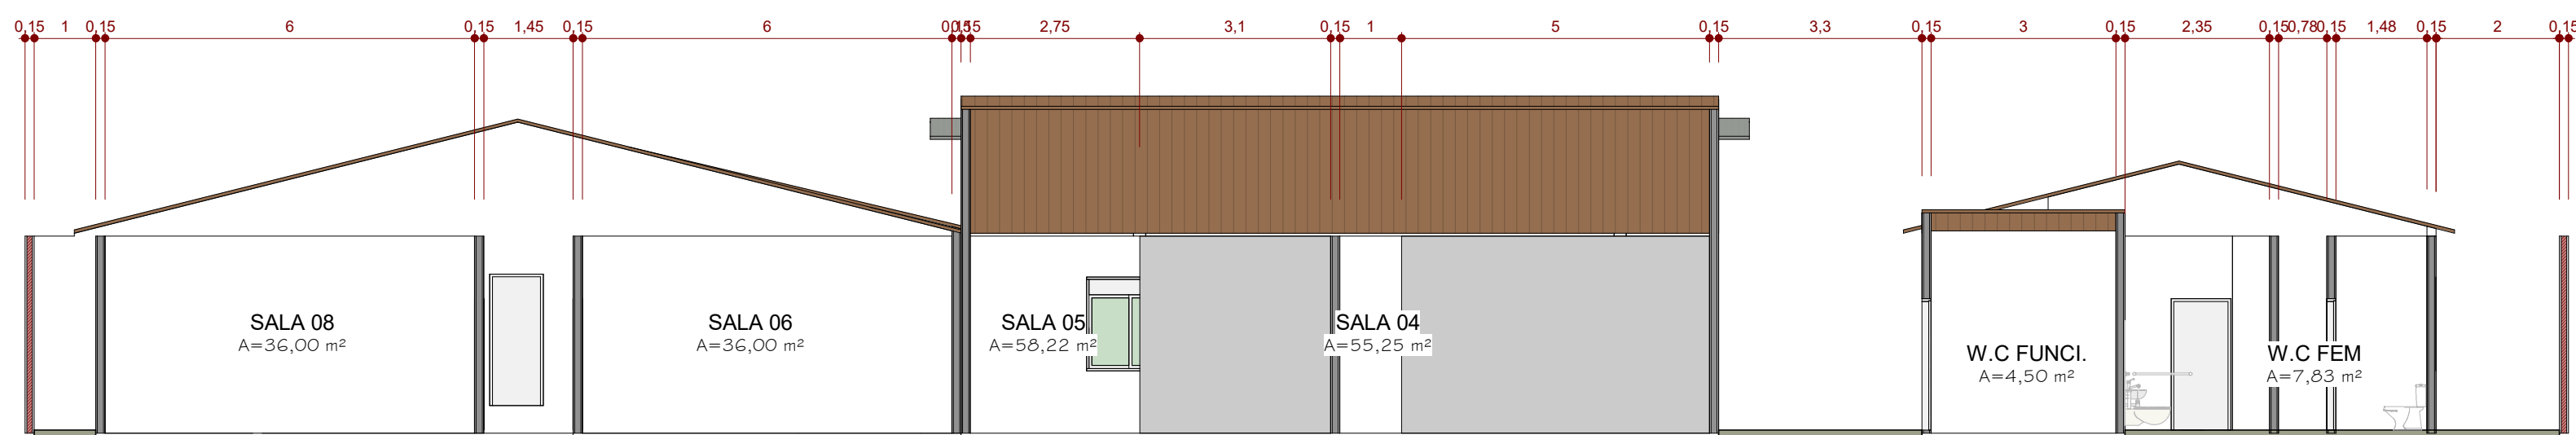 0,15 1 0,15 6 0,15 1,45 0,15 6 0,15 0,15 2,75 3,1 0,15 1 5 0,15 3,3 0,15 3 0,15 2,35 0,15 0,78 0,15 1,48 0,15 2 0,15
SALA 08
A=36,00 m²
SALA 06
A=36,00 m²
SALA 05
A=58,22 m²
SALA 04
A=55,25 m²
W.C FUNCI.
A=4,50 m²
W.C FEM
A=7,83 m²